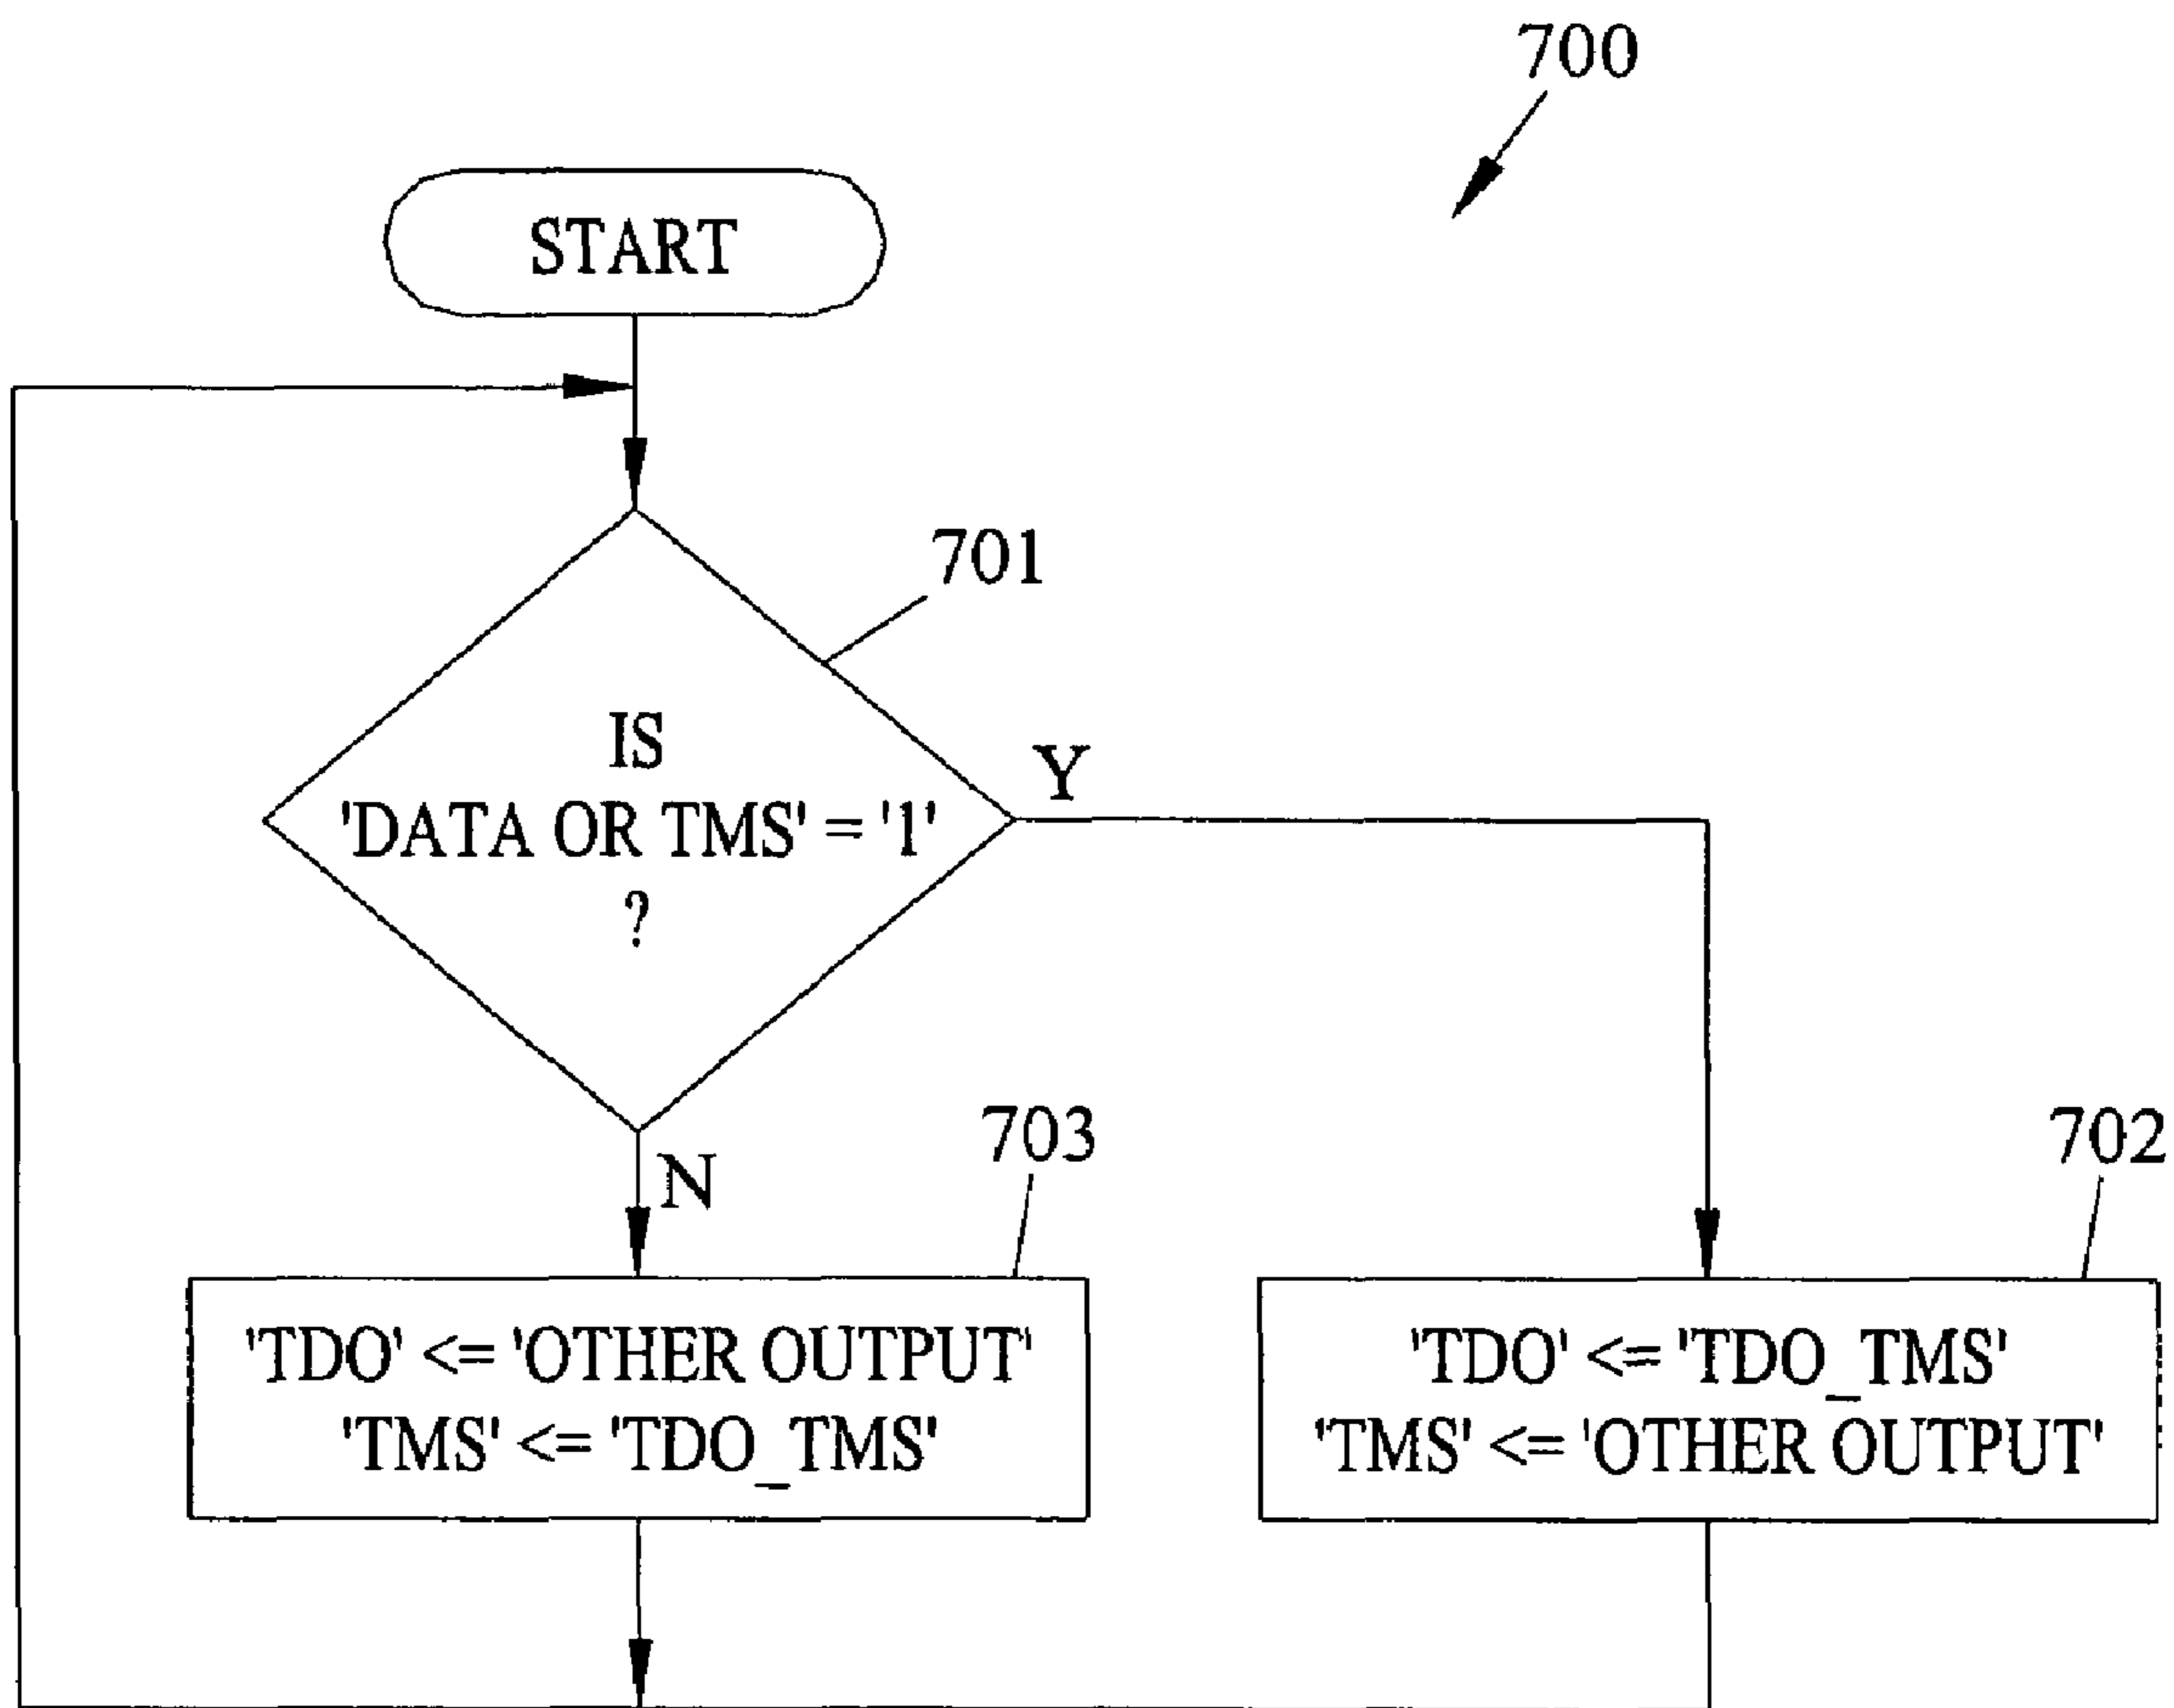 700
START
701
IS
'DATA OR TMS' = '1'
?
Y
N
703
702
'TDO' <= 'OTHER OUTPUT'
'TMS' <= 'TDO_TMS'
'TDO' <= 'TDO_TMS'
'TMS' <= 'OTHER OUTPUT'